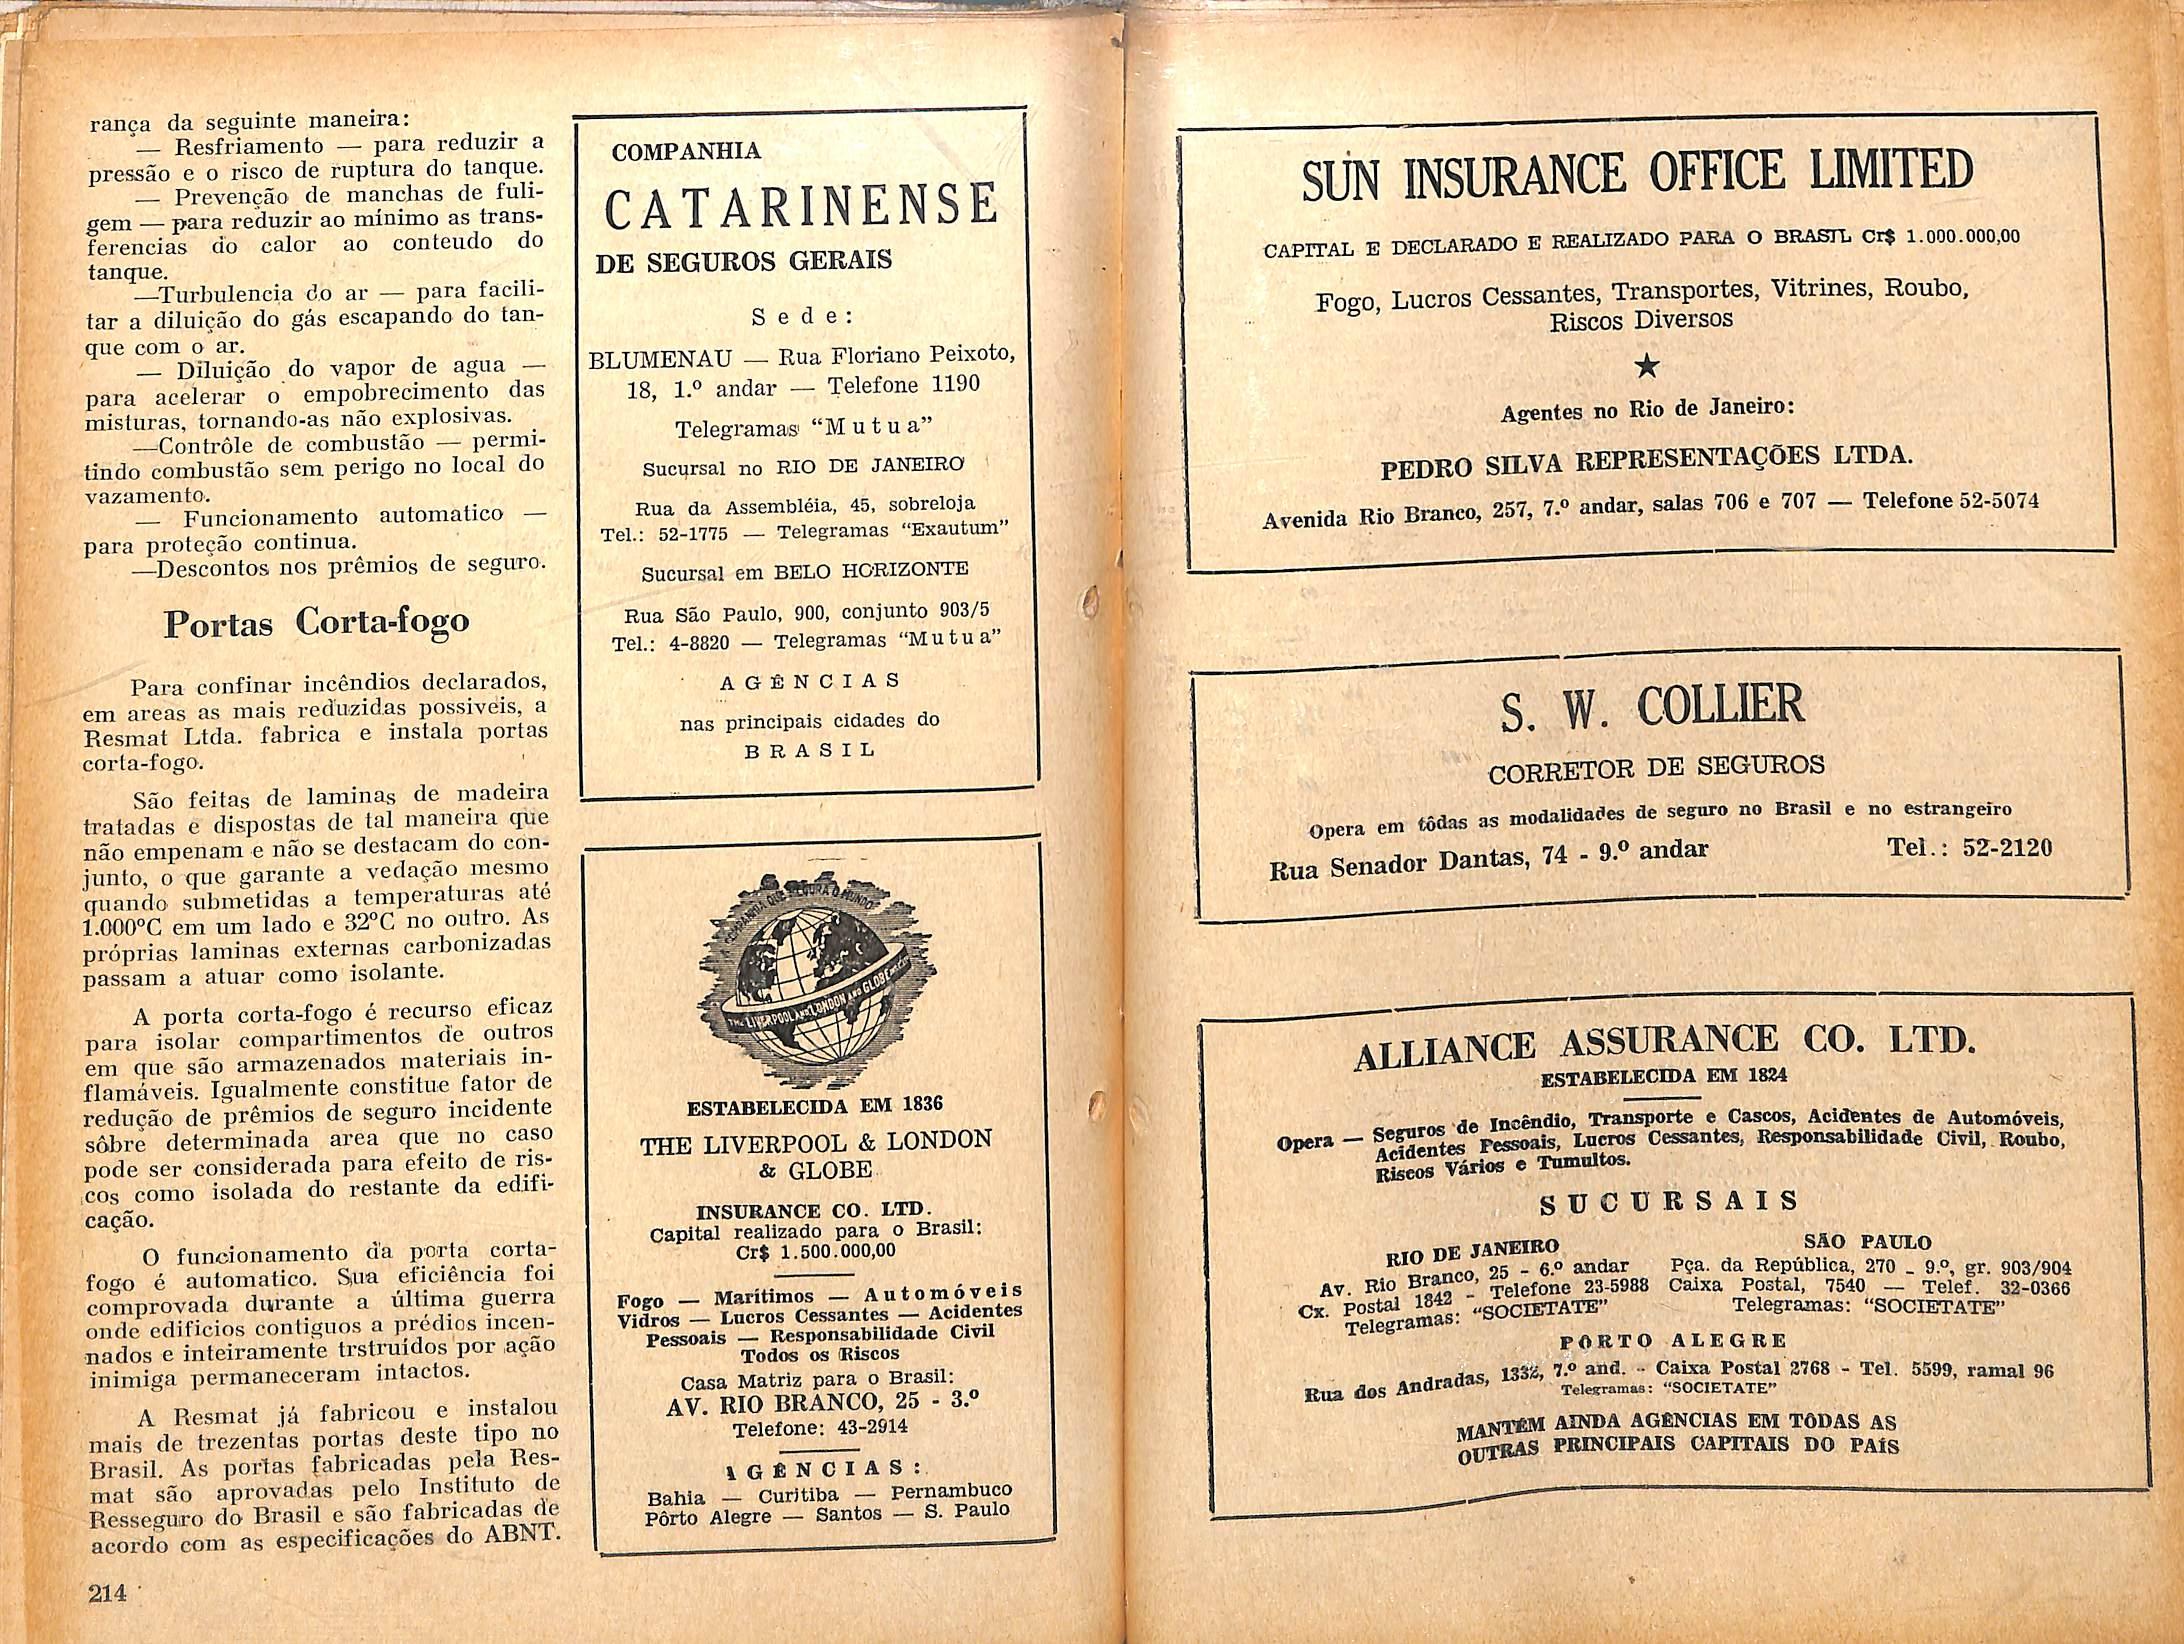 rança da seguinte maneira:
— Resfriamento — para reduzir a
pressão e o risco de ruptura do tanque.
— Prevenção de manchas de fuli-
gem — para reduzir ao mínimo as trans-
ferencias do calor ao conteudo do
tanque.
—Turbulencia do ar — para facili-
tar a diluição do gás escapando do tan-
que com o ar.
— Diluição do vapor de agua —
para acelerar o empobrecimento das
misturas, tornando-as não explosivas.
—Contrôle de combustão — permi-
tindo combustão sem perigo no local do
vazamento.
— Funcionamento automatico —
para proteção continua.
—Descontos nos prêmios de seguro.
Portas Corta-fogo
Para confinar incêndios declarados,
em areas as mais reduzidas possiveis, a
Resmat Ltda. fabrica e instala portas
corta-fogo.
São feitas de laminas de madeira
tratadas e dispostas de tal maneira que
não empenam e não se destacam do con-
junto, o que garante a vedação mesmo
quando submetidas a temperaturas até
1.000ºC em um lado e 32ºC no outro. As
próprias laminas externas carbonizadas
passam a atuar como isolante.
A porta corta-fogo é recurso eficaz
para isolar compartimentos de outros
em que são armazenados materiais in-
flamáveis. Igualmente constitue fator de
redução de prêmios de seguro incidente
sôbre determinada area que no caso
pode ser considerada para efeito de ris-
cos como isolada do restante da edifi-
cação.
O funcionamento da porta corta-
fogo é automatico. Sua eficiência foi
comprovada durante a última guerra
onde edificios contiguos a prédios incen-
nados e inteiramente trstruídos por ação
inimiga permaneceram intactos.
A Resmat já fabricou e instalou
mais de trezentas portas deste tipo no
Brasil. As portas fabricadas pela Res-
mat são aprovadas pelo Instituto de
Resseguro do Brasil e são fabricadas de
acordo com as especificações do ABNT.
214
COMPANHIA
CATARINENSE
DE SEGUROS GERAIS
Sede:
BLUMENAU — Rua Floriano Peixoto,
18, 1.º andar — Telefone 1190
Telegramas "Mutua"
Sucursal no RIO DE JANEIRO
Rua da Assembléia, 45, sobreloja
Tel.: 52-1775 — Telegramas "Exautum"
Sucursal em BELO HORIZONTE
Rua São Paulo, 900, conjunto 903/5
Tel.: 4-8820 — Telegramas "Mutua"
AGÊNCIAS
nas principais cidades do
BRASIL
COMPANHIA QUE SEGURA O MUNDO
THE LIVERPOOL AND LONDON AND GLOBE
ESTABELECIDA EM 1836
THE LIVERPOOL & LONDON
& GLOBE
INSURANCE CO. LTD.
Capital realizado para o Brasil:
Cr$ 1.500.000,00
Fogo — Marítimos — Automóveis
Vidros — Lucros Cessantes — Acidentes
Pessoais — Responsabilidade Civil
Todos os Riscos
Casa Matriz para o Brasil:
AV. RIO BRANCO, 25 - 3.º
Telefone: 43-2914
AGÊNCIAS:
Bahia — Curitiba — Pernambuco
Pôrto Alegre — Santos — S. Paulo
SUN INSURANCE OFFICE LIMITED
CAPITAL E DECLARADO E REALIZADO PARA O BRASIL Cr$ 1.000.000,00
Fogo, Lucros Cessantes, Transportes, Vitrines, Roubo,
Riscos Diversos
★
Agentes no Rio de Janeiro:
PEDRO SILVA REPRESENTAÇÕES LTDA.
Avenida Rio Branco, 257, 7.º andar, salas 706 e 707 — Telefone 52-5074
S. W. COLLIER
CORRETOR DE SEGUROS
Opera em tôdas as modalidades de seguro no Brasil e no estrangeiro
Rua Senador Dantas, 74 - 9.º andar Tel.: 52-2120
ALLIANCE ASSURANCE CO. LTD.
ESTABELECIDA EM 1824
Opera — Seguros de Incêndio, Transporte e Cascos, Acidentes de Automóveis,
Acidentes Pessoais, Lucros Cessantes, Responsabilidade Civil, Roubo,
Riscos Vários e Tumultos.
SUCURSAIS
RIO DE JANEIRO
Av. Rio Branco, 25 - 6.º andar
Cx. Postal 1842 - Telefone 23-5988
Telegramas: "SOCIETATE"
SÃO PAULO
Pça. da República, 270 - 9.º, gr. 903/904
Caixa Postal, 7540 — Telef. 32-0366
Telegramas: "SOCIETATE"
PÔRTO ALEGRE
Rua dos Andradas, 1332, 7.º and. - Caixa Postal 2768 - Tel. 5599, ramal 96
Telegramas: "SOCIETATE"
MANTÉM AINDA AGÊNCIAS EM TÔDAS AS
OUTRAS PRINCIPAIS CAPITAIS DO PAÍS